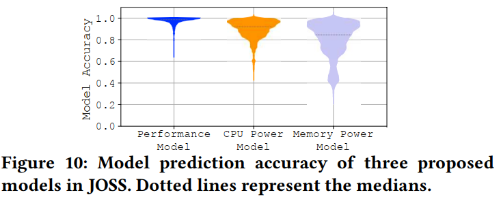 Model Accuracy
1.0
0.8
0.6
0.4
0.2
0.0
Performance Model
CPU Power Model
Memory Power Model
Figure 10: Model prediction accuracy of three proposed
models in JOSS. Dotted lines represent the medians.